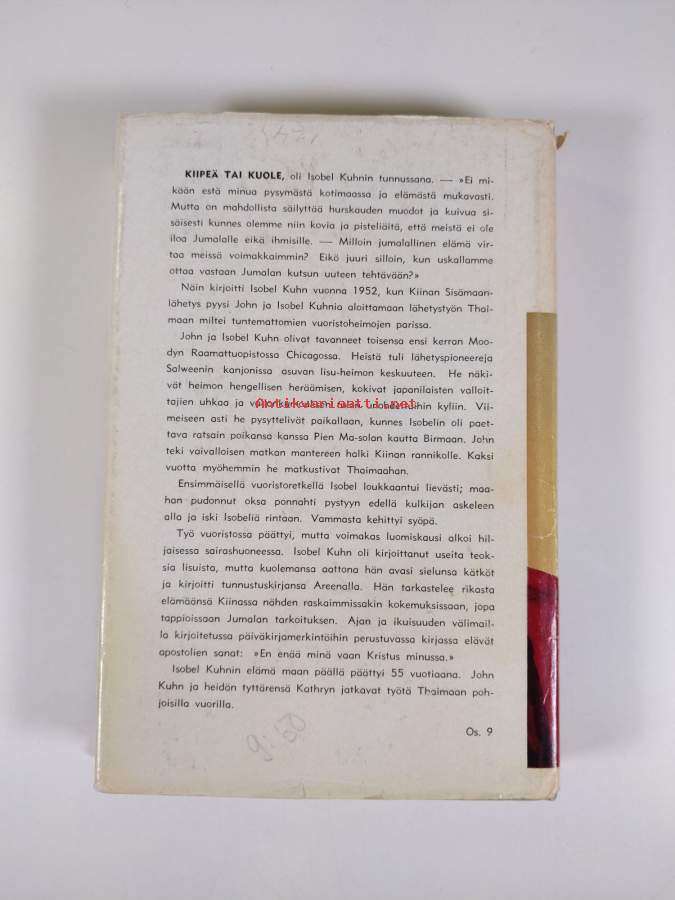 KIIPEÄ TAI KUOLE, oli Isobel Kuhnin tunnussana. — »Ei mi-
kään estä minua pysymästä kotimaassa ja elämästä mukavasti.
Mutta on mahdollista säilyttää hurskauden muodot ja kuivua si-
säisesti kunnes olemme niin kovia ja pisteliäitä, että meistä ei ole
iloa Jumalalle eikä ihmisille. — Milloin jumalallinen elämä vir-
taa meissä voimakkaimmin? Eikö juuri silloin, kun uskallamme
ottaa vastaan Jumalan kutsun uuteen tehtävään?»
Näin kirjoitti Isobel Kuhn vuonna 1952, kun Kiinan Sisämaan-
lähetys pyysi John ja Isobel Kuhnia aloittamaan lähetystyön Thai-
maan miltei tuntemattomien vuoristoheimojen parissa.
John ja Isobel Kuhn olivat tavanneet toisensa ensi kerran Moo-
dyn Raamattuopistossa Chicagossa. Heistä tuli lähetyspioneereja
Salweenin kanjonissa asuvan lisu-heimon keskuuteen. He näki-
vät heimon hengellisen heräämisen, kokivat japanilaisten valloit-
tajien uhkaa ja
Antikvariaatti.net
kyliin. Vii-
meiseen asti he pysyttelivät paikallaan, kunnes Isobelin oli paet-
tava ratsain poikansa kanssa Pien Ma-solan kautta Birmaan. John
teki vaivalloisen matkan mantereen halki Kiinan rannikolle. Kaksi
vuotta myöhemmin he matkustivat Thaimaahan.
Ensimmäisellä vuoristoretkellä Isobel loukkaantui lievästi; maa-
han pudonnut oksa ponnahti pystyyn edellä kulkijan askeleen
alla ja iski Isobeliä rintaan. Vammasta kehittyi syöpä.
Työ vuoristossa päättyi, mutta voimakas luomiskausi alkoi hil-
jaisessa sairashuoneessa. Isobel Kuhn oli kirjoittanut useita teok-
sia lisuista, mutta kuolemansa aattona hän avasi sielunsa kätköt
ja kirjoitti tunnustuskirjansa Areenalla. Hän tarkastelee rikasta
elämäänsä Kiinassa nähden raskaimmissakin kokemuksissaan, jopa
tappioissaan Jumalan tarkoituksen. Ajan ja ikuisuuden välimail-
la kirjoitetussa päiväkirjamerkintöihin perustuvassa kirjassa elävät
apostolien sanat: »En enää minä vaan Kristus minussa.»
Isobel Kuhnin elämä maan päällä päättyi 55 vuotiaana. John
Kuhn ja heidän tyttärensä Kathryn jatkavat työtä Thaimaan poh-
joisilla vuorilla.
Os. 9